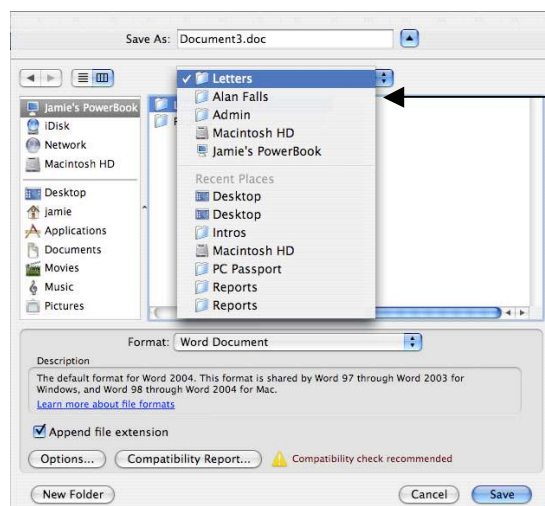 Save As: Document3.doc
✓ Letters
Alan Falls
Admin
Macintosh HD
Jamie's PowerBook
Recent Places
Desktop
Desktop
Intros
Macintosh HD
PC Passport
Reports
Reports
Jamie's PowerBook
iDisk
Network
Macintosh HD
Desktop
jamie
Applications
Documents
Movies
Music
Pictures
Format: Word Document
Description
The default format for Word 2004. This format is shared by Word 97 through Word 2003 for
Windows, and Word 98 through Word 2004 for Mac.
Learn more about file formats
Append file extension
Options... Compatibility Report... Compatibility check recommended
New Folder Cancel Save